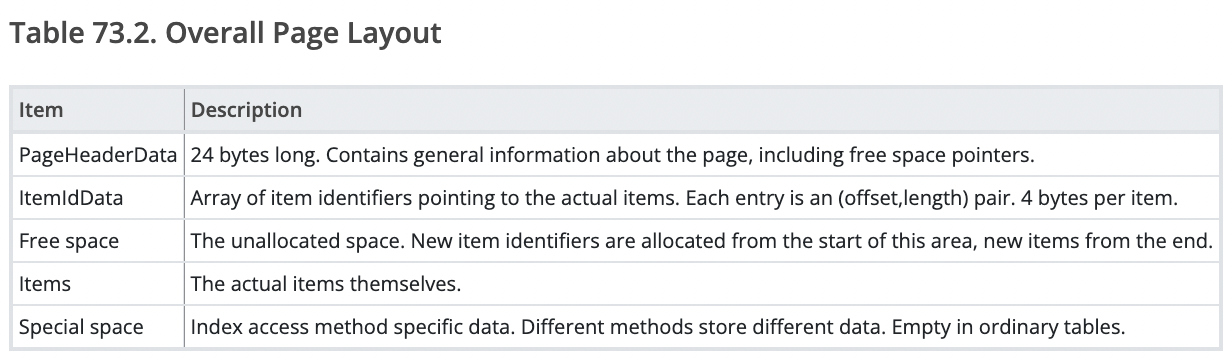 Table 73.2. Overall Page Layout
Item Description
PageHeaderData 24 bytes long. Contains general information about the page, including free space pointers.
ItemIdData Array of item identifiers pointing to the actual items. Each entry is an (offset,length) pair. 4 bytes per item.
Free space The unallocated space. New item identifiers are allocated from the start of this area, new items from the end.
Items The actual items themselves.
Special space Index access method specific data. Different methods store different data. Empty in ordinary tables.